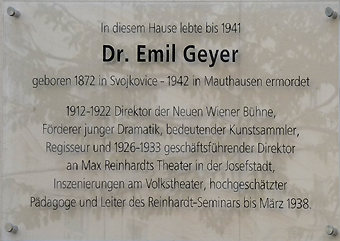 In diesem Hause lebte bis 1941
Dr. Emil Geyer
geboren 1872 in Svojkovice - 1942 in Mauthausen ermordet
1912-1922 Direktor der Neuen Wiener Bühne,
Förderer junger Dramatik, bedeutender Kunstsammler,
Regisseur und 1926-1933 geschäftsführender Direktor
an Max Reinhardts Theater in der Josefstadt,
Inszenierungen am Volkstheater, hochgeschätzter
Pädagoge und Leiter des Reinhardt-Seminars bis März 1938.